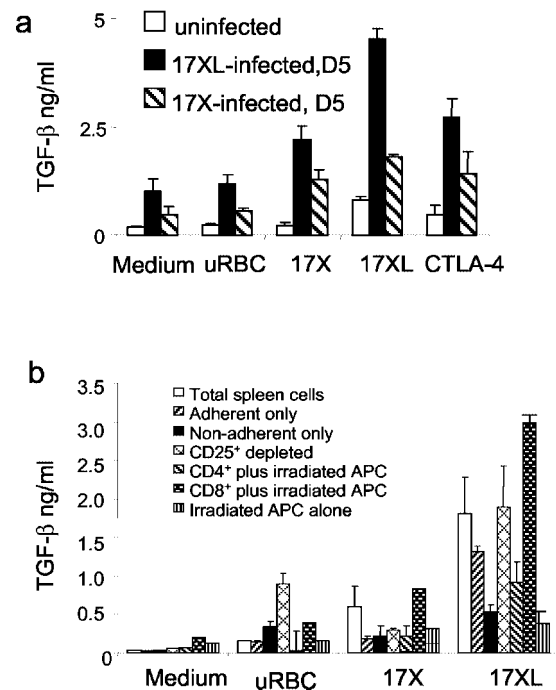 a
5
2.5
0
TGF-β ng/ml
uninfected
17XL-infected,D5
17X-infected, D5
Medium uRBC 17X 17XL CTLA-4
b
3.5
3.0
2.0
1.5
1.0
0.5
0
TGF-β ng/ml
Total spleen cells
Adherent only
Non-adherent only
CD25⁺ depleted
CD4⁺ plus irradiated APC
CD8⁺ plus irradiated APC
Irradiated APC alone
Medium uRBC 17X 17XL